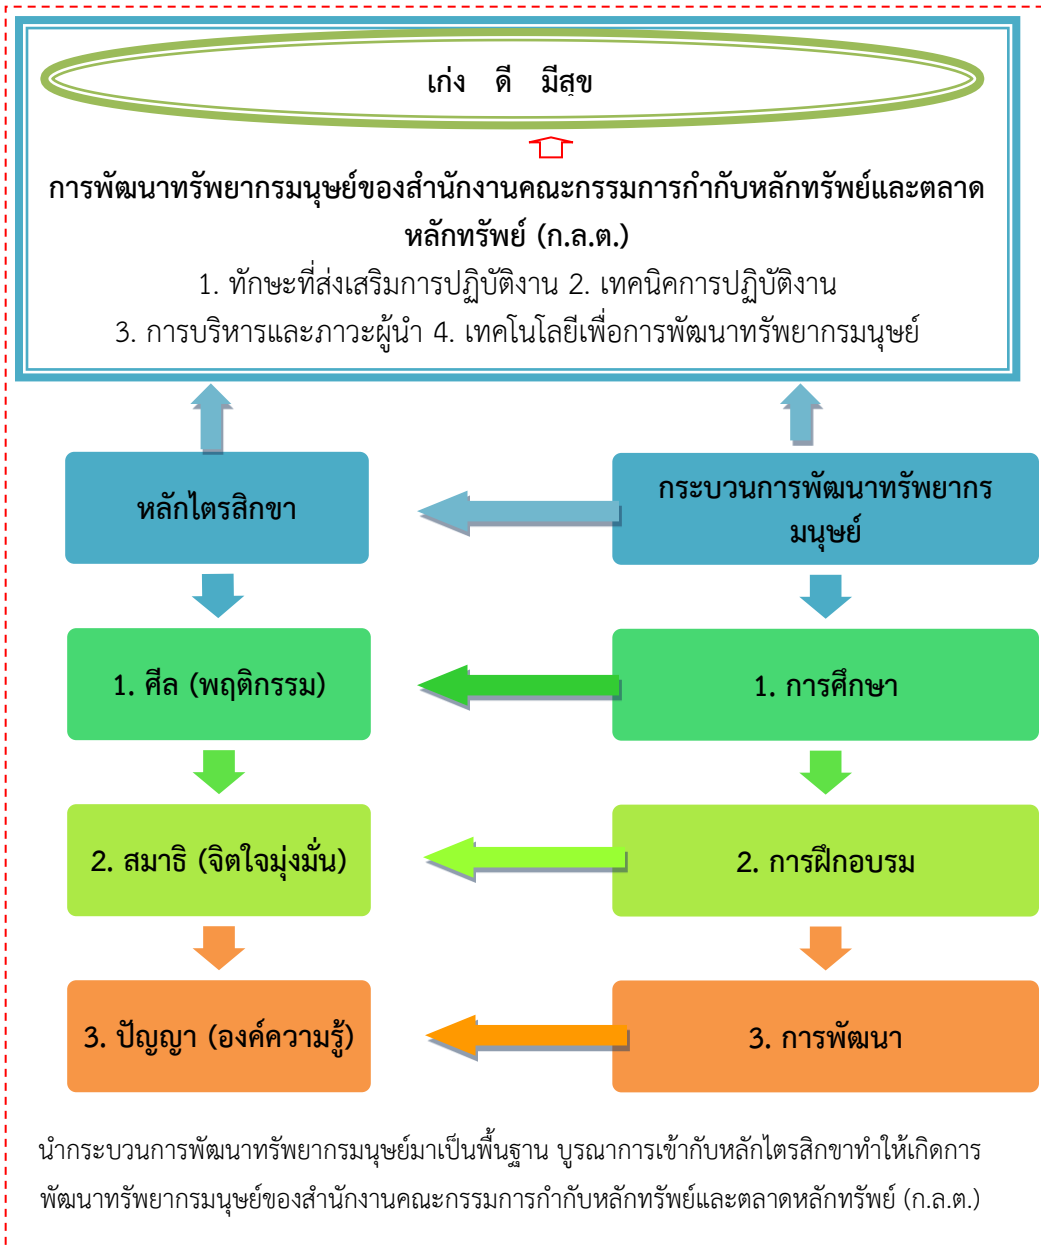 เก่ง ดี มีสุข
การพัฒนาทรัพยากรมนุษย์ของสำนักงานคณะกรรมการกำกับหลักทรัพย์และตลาด
หลักทรัพย์ (ก.ล.ต.)
1. ทักษะที่ส่งเสริมการปฏิบัติงาน 2. เทคนิคการปฏิบัติงาน
3. การบริหารและภาวะผู้นำ 4. เทคโนโลยีเพื่อการพัฒนาทรัพยากรมนุษย์
หลักไตรสิกขา
กระบวนการพัฒนาทรัพยากร
มนุษย์
1. ศีล (พฤติกรรม)
1. การศึกษา
2. สมาธิ (จิตใจมุ่งมั่น)
2. การฝึกอบรม
3. ปัญญา (องค์ความรู้)
3. การพัฒนา
นำกระบวนการพัฒนาทรัพยากรมนุษย์มาเป็นพื้นฐาน บูรณาการเข้ากับหลักไตรสิกขาทำให้เกิดการ
พัฒนาทรัพยากรมนุษย์ของสำนักงานคณะกรรมการกำกับหลักทรัพย์และตลาดหลักทรัพย์ (ก.ล.ต.)